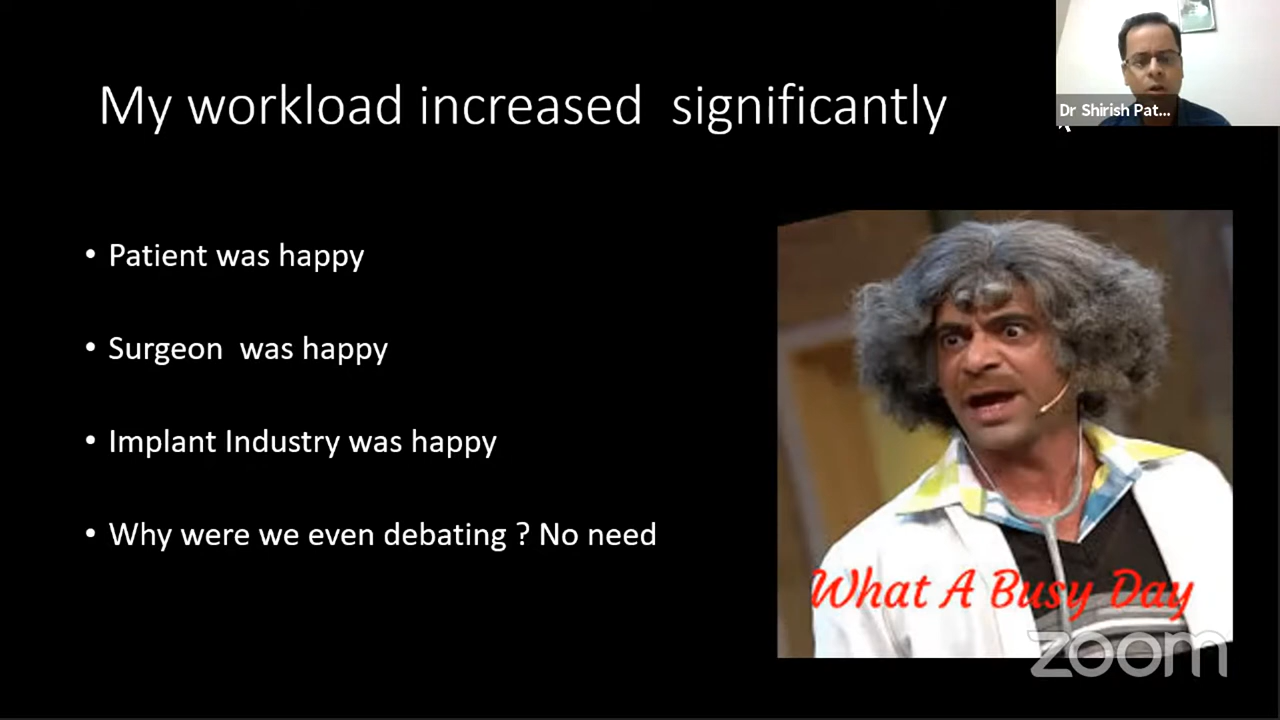 My workload increased significantly
Dr Shirish Pat...
• Patient was happy
• Surgeon was happy
• Implant Industry was happy
• Why were we even debating ? No need
What A Busy Day
zoom